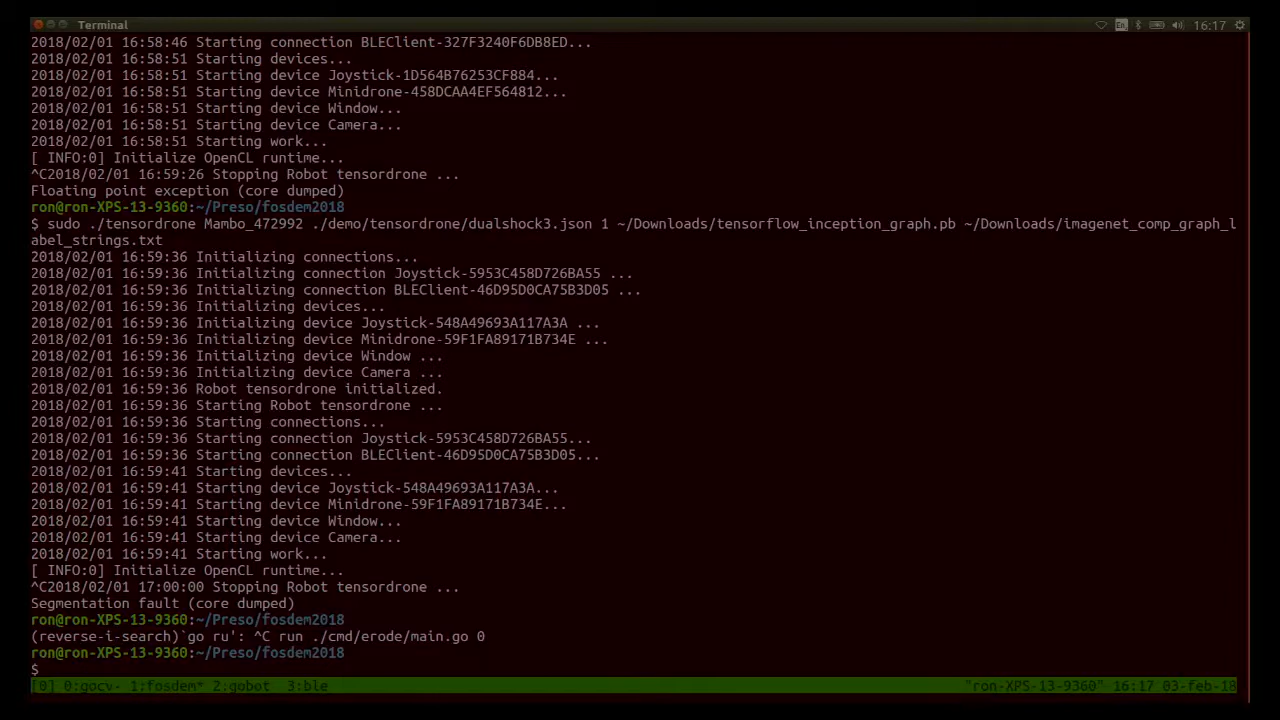 Terminal
En
16:17
2018/02/01 16:58:46 Starting connection BLEClient-327F3240F6DB8ED...
2018/02/01 16:58:51 Starting devices...
2018/02/01 16:58:51 Starting device Joystick-1D564B76253CF884...
2018/02/01 16:58:51 Starting device Minidrone-458DCAA4EF564812...
2018/02/01 16:58:51 Starting device Window...
2018/02/01 16:58:51 Starting device Camera...
2018/02/01 16:58:51 Starting work...
[ INFO:0] Initialize OpenCL runtime...
^C2018/02/01 16:59:26 Stopping Robot tensordrone ...
Floating point exception (core dumped)
ron@ron-XPS-13-9360:~/Preso/fosdem2018
$ sudo ./tensordrone Mambo_472992 ./demo/tensordrone/dualshock3.json 1 ~/Downloads/tensorflow_inception_graph.pb ~/Downloads/imagenet_comp_graph_l
abel_strings.txt
2018/02/01 16:59:36 Initializing connections...
2018/02/01 16:59:36 Initializing connection Joystick-5953C458D726BA55 ...
2018/02/01 16:59:36 Initializing connection BLEClient-46D95D0CA75B3D05 ...
2018/02/01 16:59:36 Initializing devices...
2018/02/01 16:59:36 Initializing device Joystick-548A49693A117A3A ...
2018/02/01 16:59:36 Initializing device Minidrone-59F1FA89171B734E ...
2018/02/01 16:59:36 Initializing device Window ...
2018/02/01 16:59:36 Initializing device Camera ...
2018/02/01 16:59:36 Robot tensordrone initialized.
2018/02/01 16:59:36 Starting Robot tensordrone ...
2018/02/01 16:59:36 Starting connections...
2018/02/01 16:59:36 Starting connection Joystick-5953C458D726BA55...
2018/02/01 16:59:36 Starting connection BLEClient-46D95D0CA75B3D05...
2018/02/01 16:59:41 Starting devices...
2018/02/01 16:59:41 Starting device Joystick-548A49693A117A3A...
2018/02/01 16:59:41 Starting device Minidrone-59F1FA89171B734E...
2018/02/01 16:59:41 Starting device Window...
2018/02/01 16:59:41 Starting device Camera...
2018/02/01 16:59:41 Starting work...
[ INFO:0] Initialize OpenCL runtime...
^C2018/02/01 17:00:00 Stopping Robot tensordrone ...
Segmentation fault (core dumped)
ron@ron-XPS-13-9360:~/Preso/fosdem2018
(reverse-i-search)`go ru': ^C run ./cmd/erode/main.go 0
ron@ron-XPS-13-9360:~/Preso/fosdem2018
$
[0] 0:gocv- 1:fosdem* 2:gobot  3:ble
"ron-XPS-13-9360" 16:17 03-feb-18